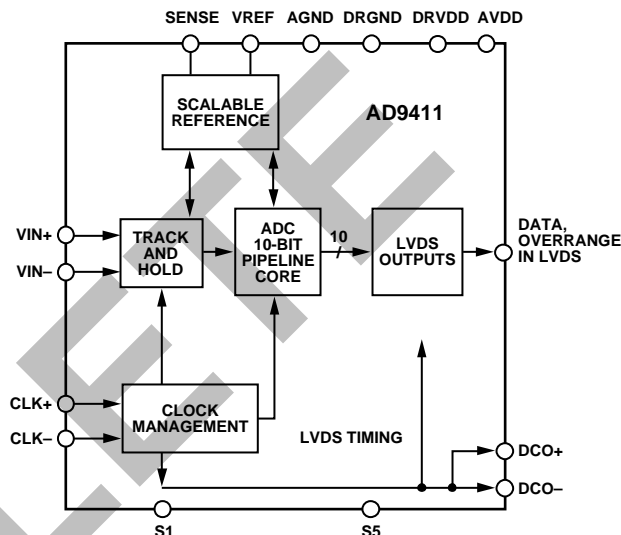 SENSE VREF AGND DRGND DRVDD AVDD
SCALABLE
REFERENCE
AD9411
VIN+
VIN–
TRACK
AND
HOLD
ADC
10-BIT
PIPELINE
CORE
10
LVDS
OUTPUTS
DATA,
OVERRANGE
IN LVDS
CLK+
CLK–
CLOCK
MANAGEMENT
LVDS TIMING
DCO+
DCO–
S1
S5
LETE